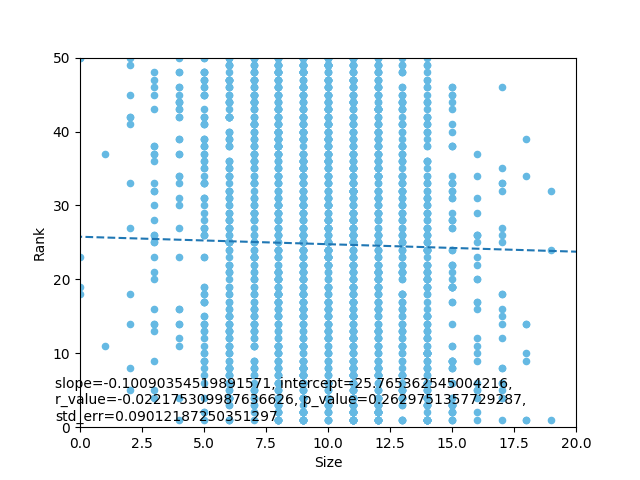 50
40
30
20
10
0
Rank
slope=-0.10090354519891571, intercept=25.765362545004216,
r_value=-0.022175309987636626, p_value=0.2629751357729287,
std_err=0.09012187250351297
0.0 2.5 5.0 7.5 10.0 12.5 15.0 17.5 20.0
Size